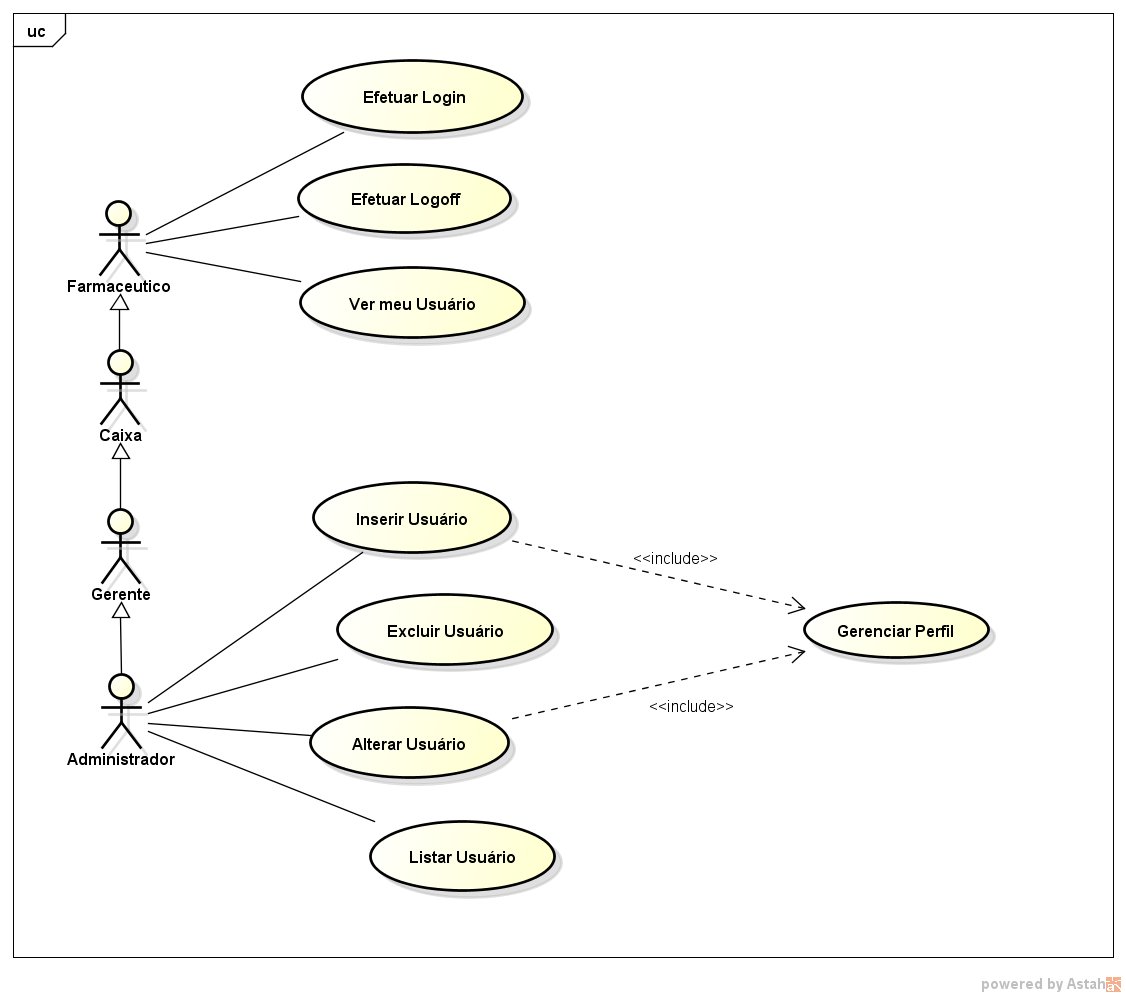 uc
Efetuar Login
Efetuar Logoff
Farmaceutico
Ver meu Usuário
Caixa
Inserir Usuário
<<include>>
Gerente
Excluir Usuário
Gerenciar Perfil
<<include>>
Alterar Usuário
Administrador
Listar Usuário
powered by Astah